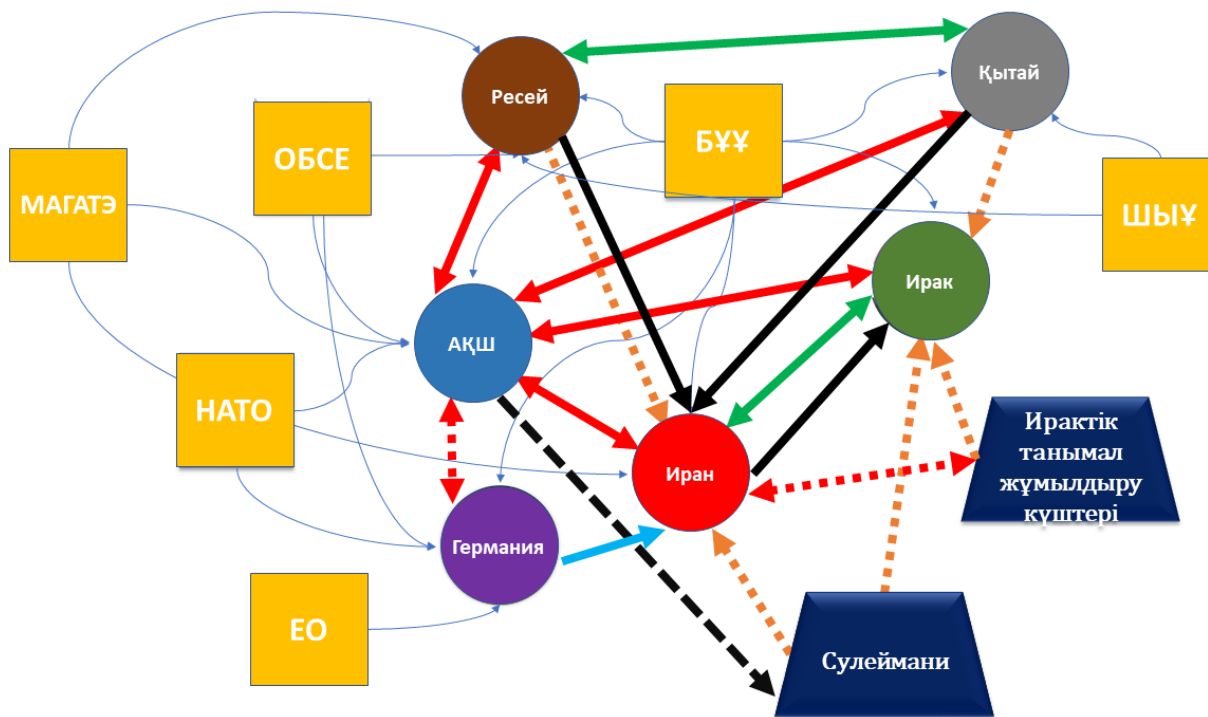 Ресей
Қытай
ОБСЕ
БҰҰ
МАГАТЭ
ШЫҰ
Ирак
АҚШ
НАТО
Ирактік
танымал
жұмылдыру
күштері
Иран
Германия
ЕО
Сулеймани